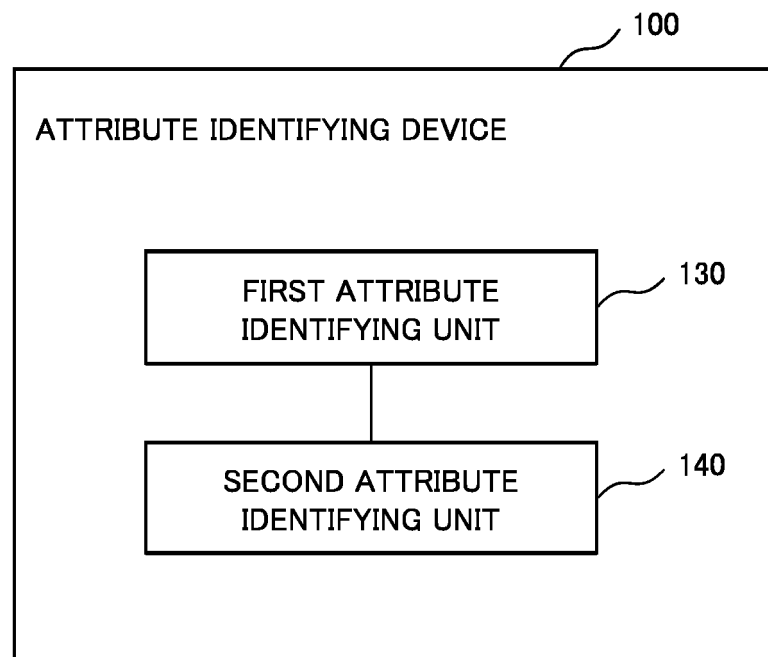 100
ATTRIBUTE IDENTIFYING DEVICE
FIRST ATTRIBUTE
IDENTIFYING UNIT
130
SECOND ATTRIBUTE
IDENTIFYING UNIT
140